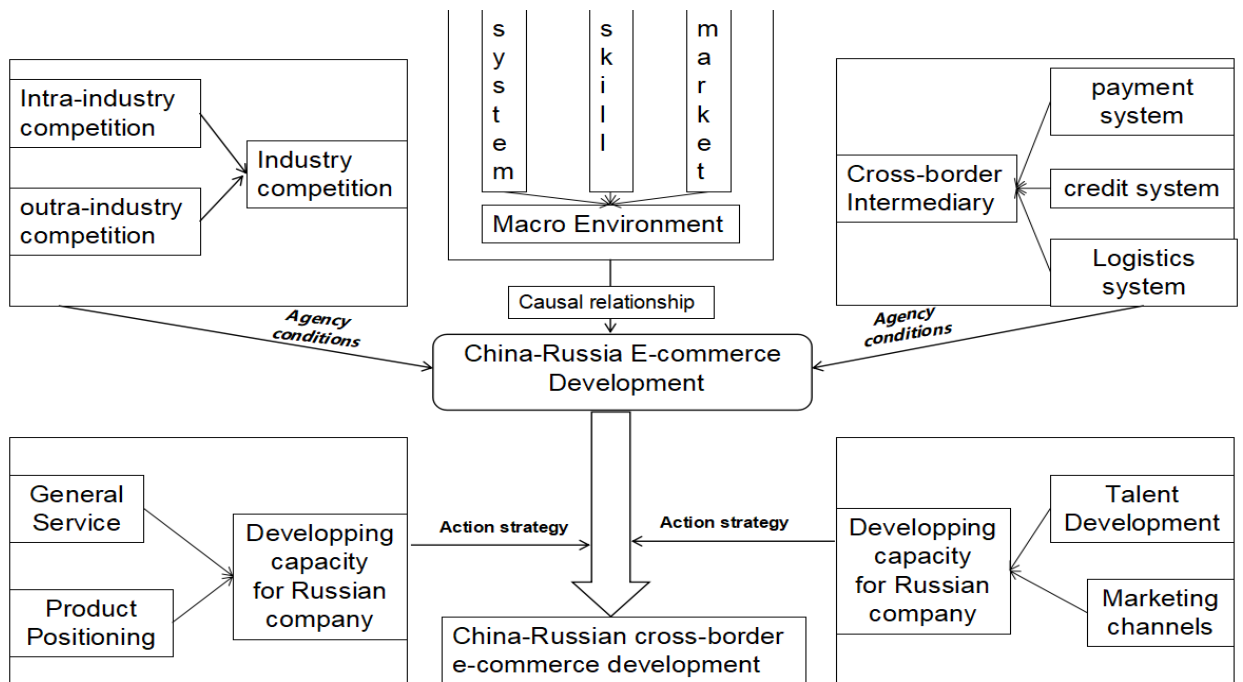 system
skill
market
Intra-industry
competition
outra-industry
competition
Industry
competition
Macro Environment
payment
system
Cross-border
Intermediary
credit system
Logistics
system
Causal relationship
Agency
conditions
Agency
conditions
China-Russia E-commerce
Development
General
Service
Product
Positioning
Developping
capacity
for Russian
company
Action strategy
Action strategy
Developping
capacity
for Russian
company
Talent
Development
Marketing
channels
China-Russian cross-border
e-commerce development